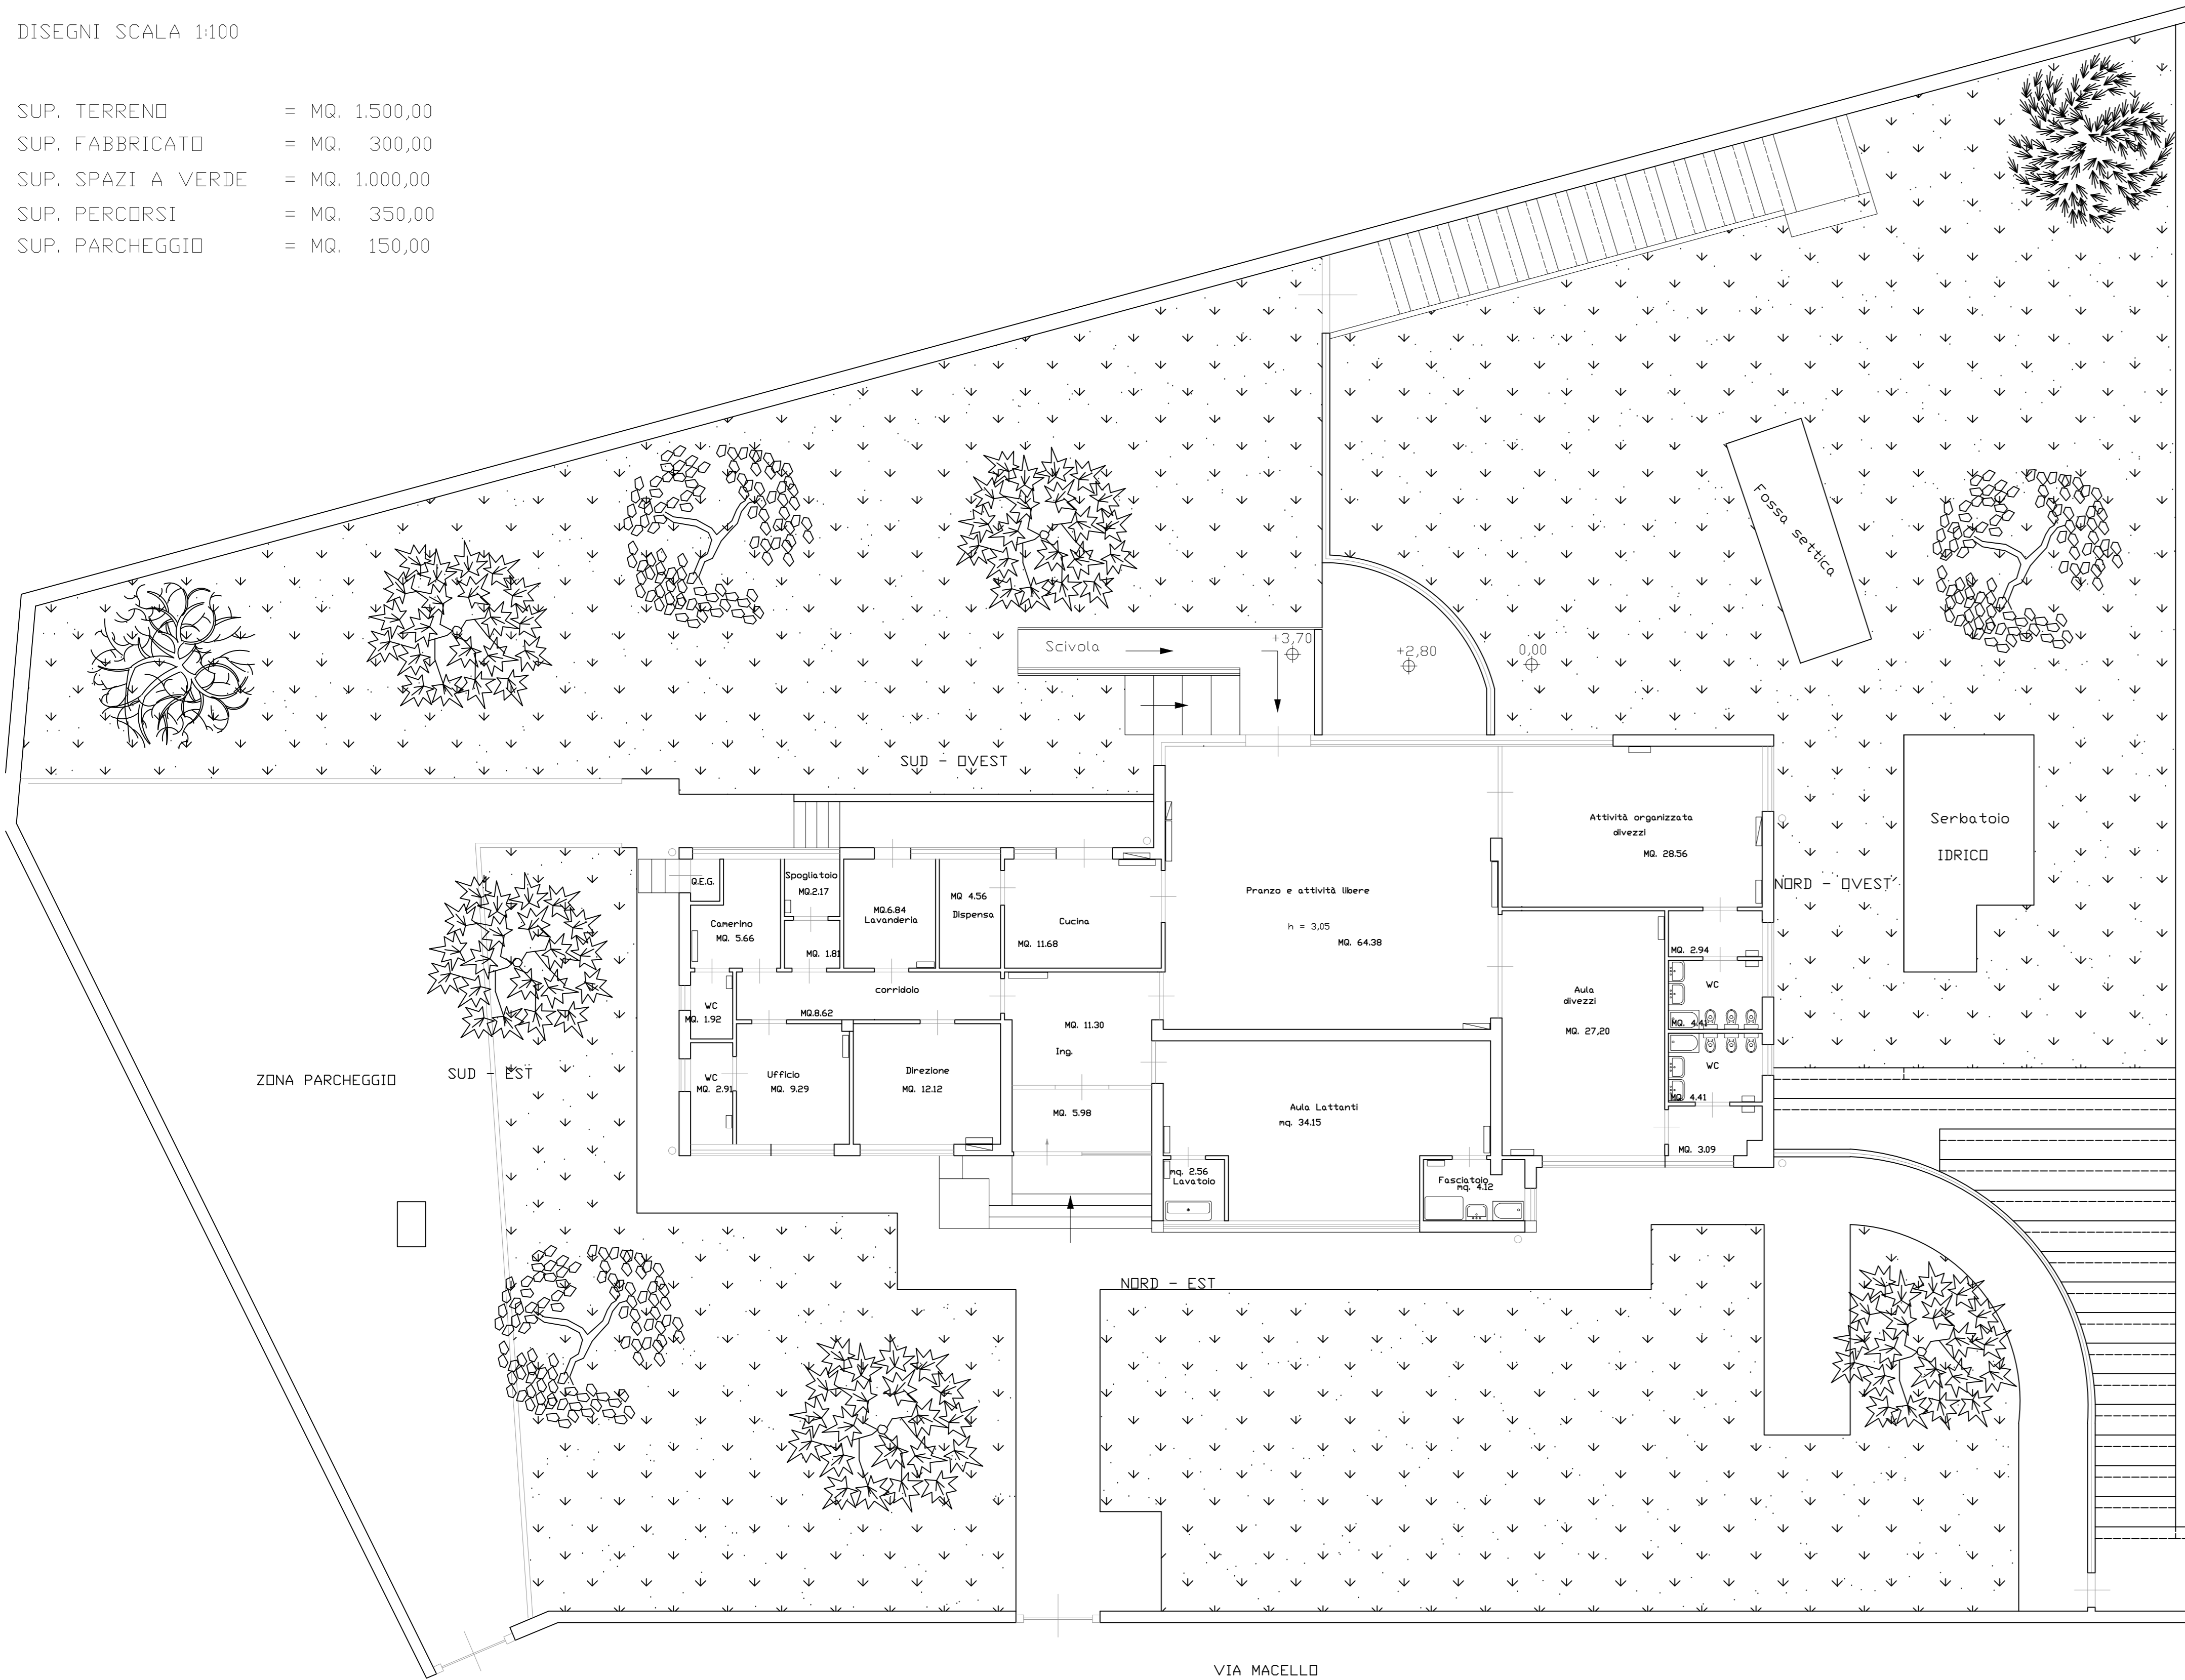 DISEGNI SCALA 1:100
SUP. TERRENO = MQ. 1.500,00
SUP. FABBRICATO = MQ. 300,00
SUP. SPAZI A VERDE = MQ. 1.000,00
SUP. PERCORSI = MQ. 350,00
SUP. PARCHEGGIO = MQ. 150,00
Fossa settica
Scivola
+3,70
+2,80
0,00
SUD - OVEST
Serbatoio
IDRICO
NORD - OVEST
Attività organizzata
divezzi
MQ. 28.56
Pranzo e attività libere
h = 3,05
MQ. 64.38
Q.E.G.
Spogliatoio
MQ.2.17
MQ.6.84
Lavanderia
MQ 4.56
Dispensa
Cucina
MQ. 11.68
Camerino
MQ. 5.66
MQ. 1.81
MQ. 2.94
WC
MQ. 4.41
corridoio
MQ.8.62
WC
MQ. 1.92
Aula
divezzi
MQ. 27,20
MQ. 11.30
Ing.
WC
MQ. 4.41
ZONA PARCHEGGIO
SUD - EST
WC
MQ. 2.91
Ufficio
MQ. 9.29
Direzione
MQ. 12.12
MQ. 5.98
Aula Lattanti
mq. 34.15
MQ. 3.09
mq. 2.56
Lavatoio
Fasciatoio
mq. 4.12
NORD - EST
VIA MACELLO